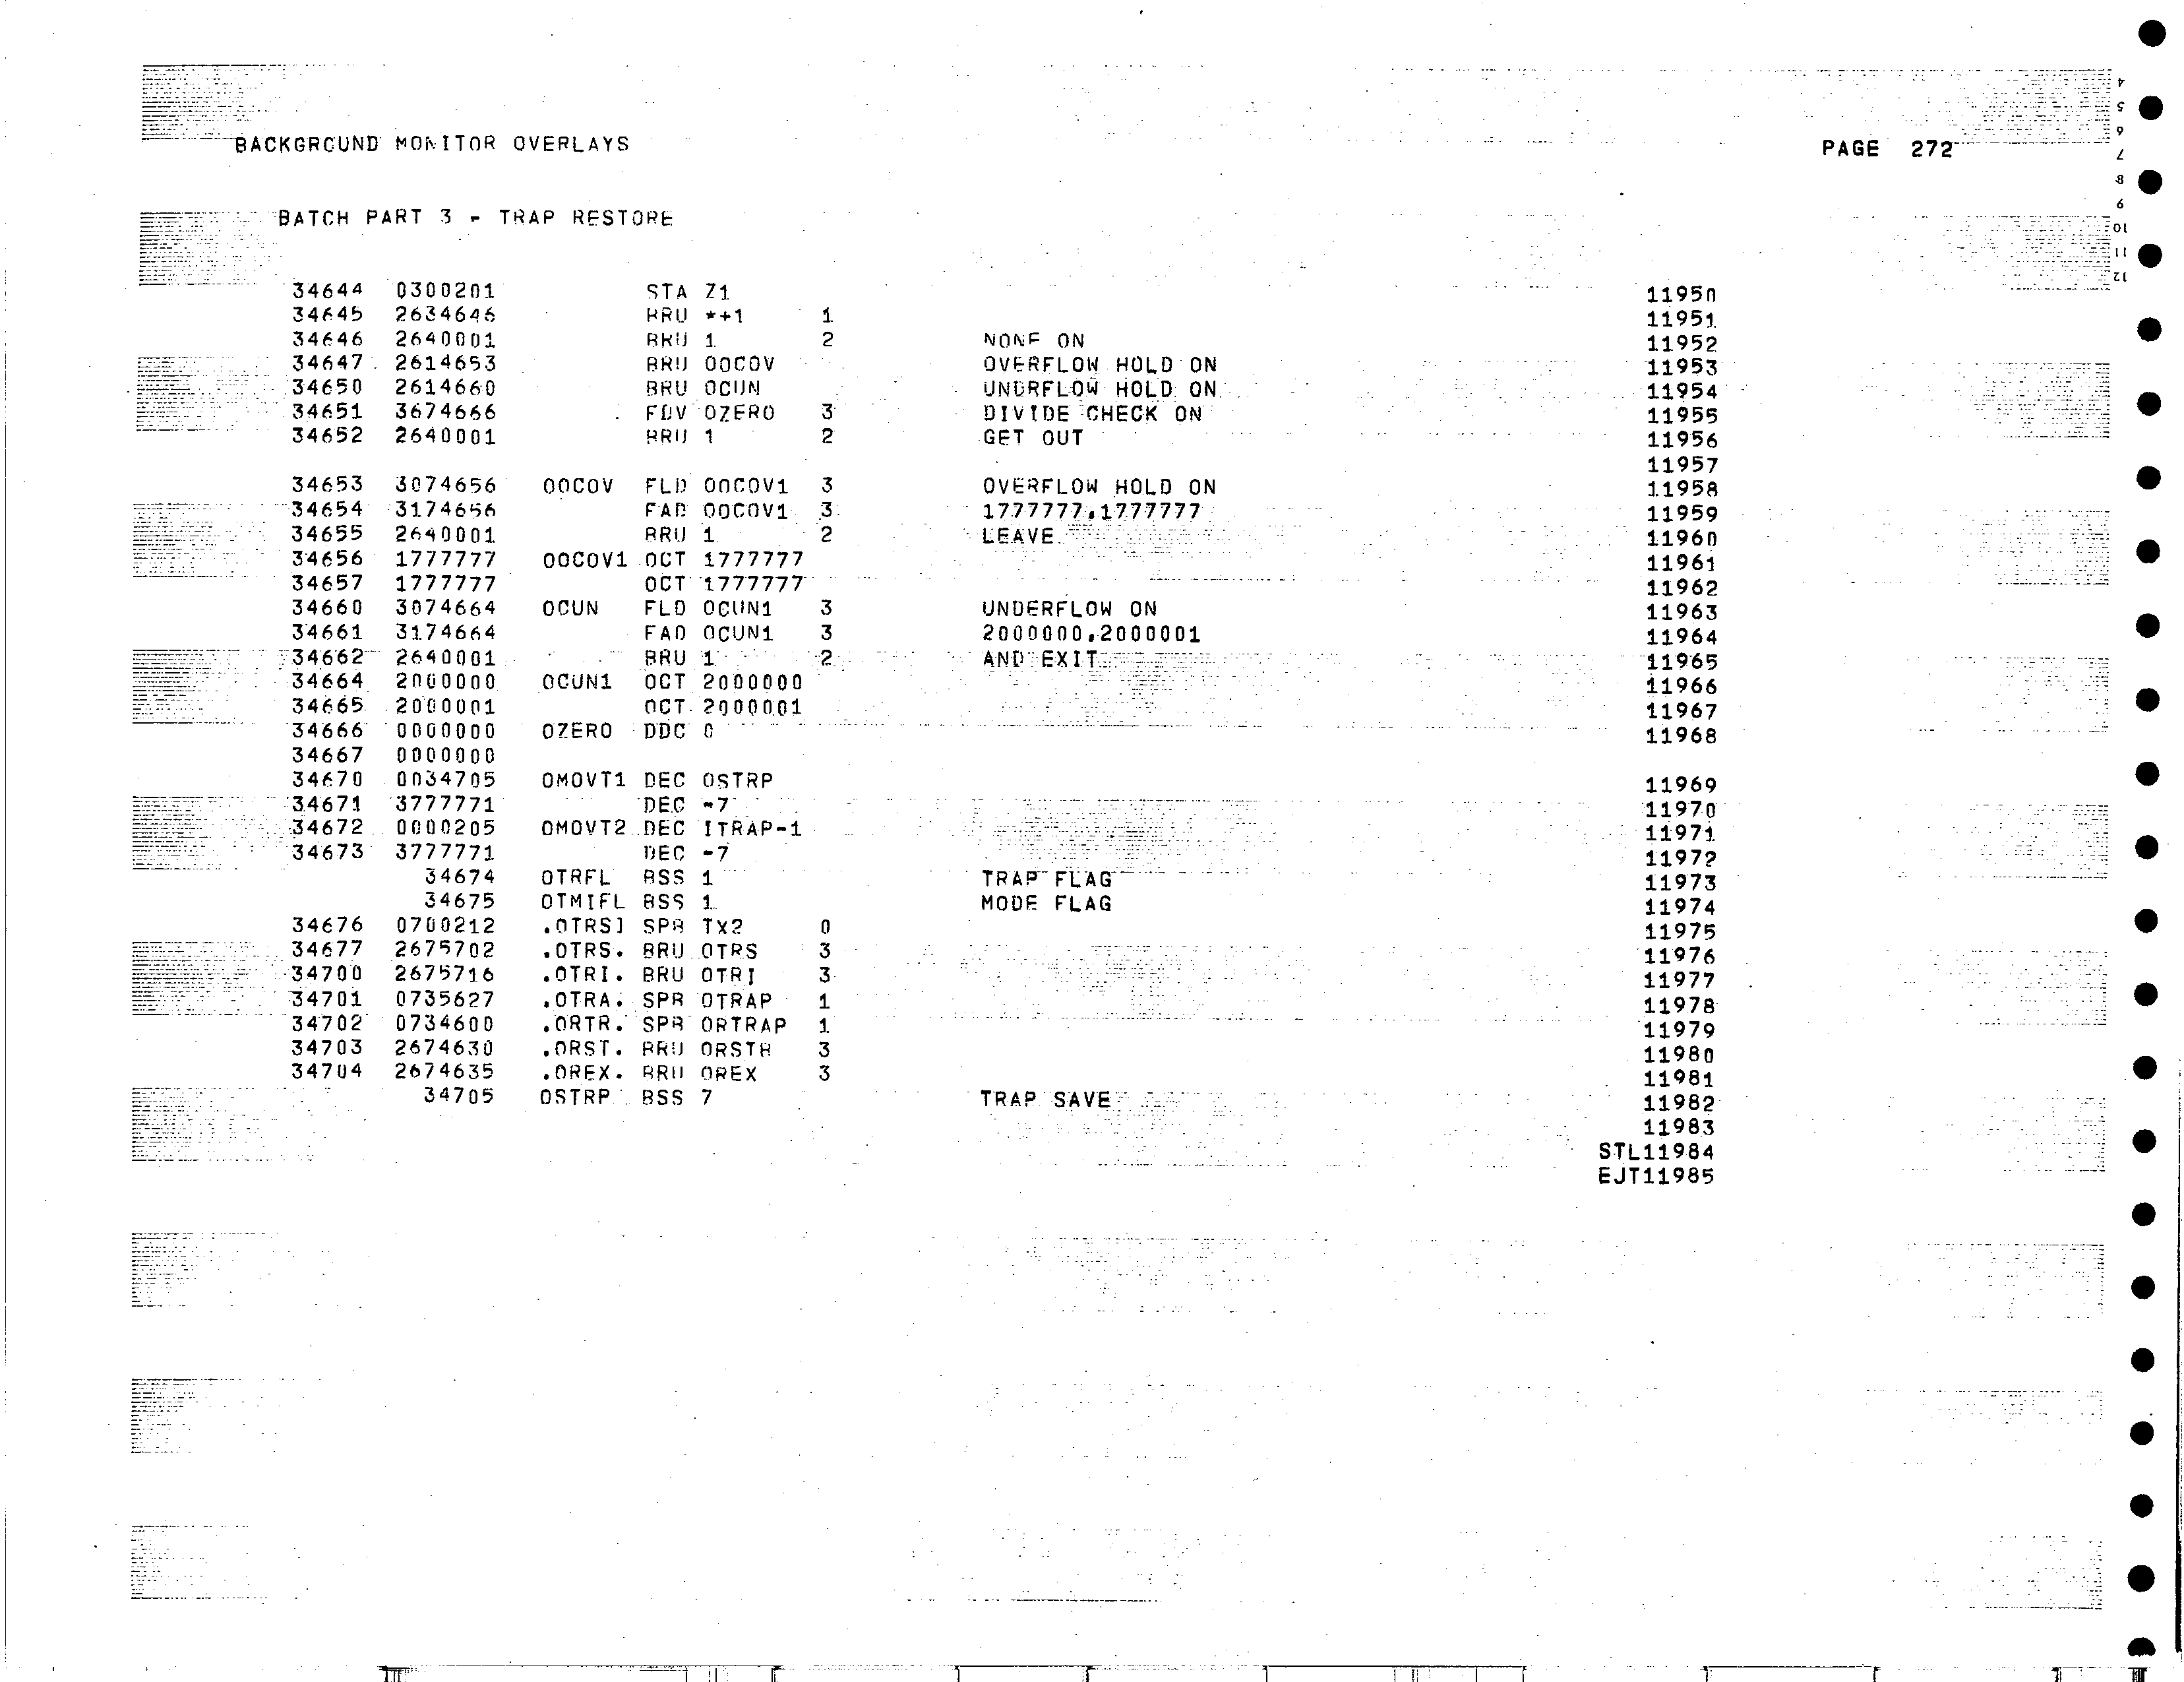 BACKGROUND MONITOR OVERLAYS PAGE 272
BATCH PART 3 - TRAP RESTORE
34644 0300201 STA Z1 11950
34645 2634646 BRU *+1 1 11951
34646 2640001 BRU 1 2 NONE ON 11952
34647 2614653 BRU OOCOV OVERFLOW HOLD ON 11953
34650 2614660 BRU OCUN UNDRFLOW HOLD ON 11954
34651 3674666 FDV OZERO 3 DIVIDE CHECK ON 11955
34652 2640001 BRU 1 2 GET OUT 11956
11957
34653 3074656 OOCOV FLD OOCOV1 3 OVERFLOW HOLD ON 11958
34654 3174656 FAD OOCOV1 3 1777777,1777777 11959
34655 2640001 BRU 1 2 LEAVE 11960
34656 1777777 OOCOV1 OCT 1777777 11961
34657 1777777 OCT 1777777 11962
34660 3074664 OCUN FLD OCUN1 3 UNDERFLOW ON 11963
34661 3174664 FAD OCUN1 3 2000000,2000001 11964
34662 2640001 BRU 1 2 AND EXIT 11965
34664 2000000 OCUN1 OCT 2000000 11966
34665 2000001 OCT 2000001 11967
34666 0000000 OZERO DDC 0 11968
34667 0000000
34670 0034705 OMOVT1 DEC OSTRP 11969
34671 3777771 DEC -7 11970
34672 0000205 OMOVT2 DEC ITRAP-1 11971
34673 3777771 DEC -7 11972
34674 OTRFL BSS 1 TRAP FLAG 11973
34675 OTMIFL BSS 1 MODE FLAG 11974
34676 0700212 .OTRSI SPB TX2 0 11975
34677 2675702 .OTRS. BRU OTRS 3 11976
34700 2675716 .OTRI. BRU OTRI 3 11977
34701 0735627 .OTRA. SPB OTRAP 1 11978
34702 0734600 .ORTR. SPB ORTRAP 1 11979
34703 2674630 .ORST. BRU ORSTR 3 11980
34704 2674635 .OREX. BRU OREX 3 11981
34705 OSTRP BSS 7 TRAP SAVE 11982
11983
STL11984
EJT11985
4
5
6
7
8
9
10
11
12